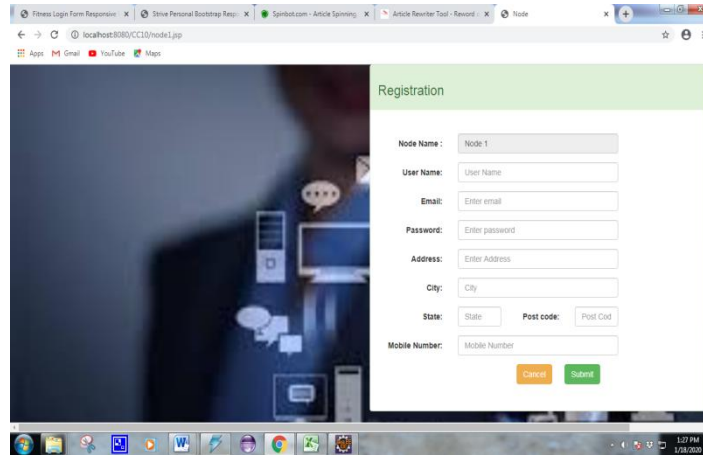 Fitness Login Form Responsive
Strive Personal Bootstrap Resp
Spinbot.com - Article Spinning,
Article Rewriter Tool - Reword
Node
localhost:8080/CC10/node1.jsp
Apps Gmail YouTube Maps
Registration
Node Name : Node 1
User Name: User Name
Email: Enter email
Password: Enter password
Address: Enter Address
City: City
State: State Post code: Post Cod
Mobile Number: Mobile Number
Cancel Submit
1:27 PM
1/18/2020